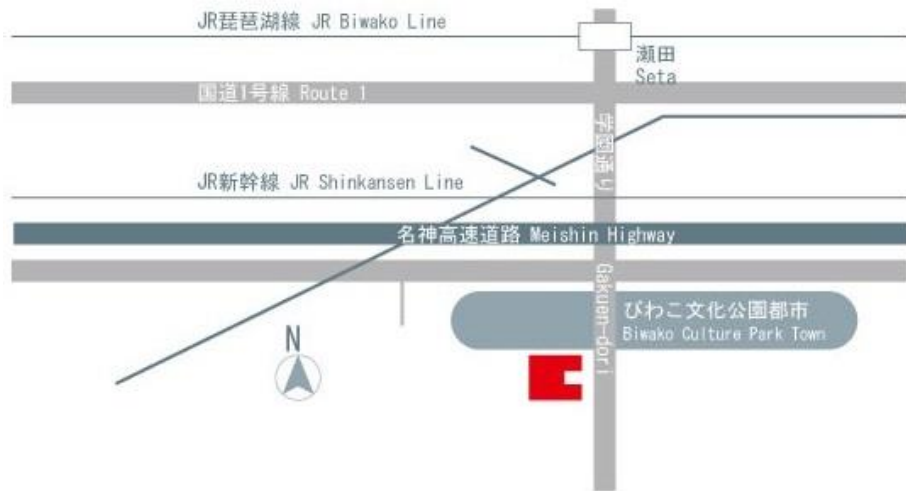 JR琵琶湖線 JR Biwako Line
瀬田
Seta
国道1号線 Route 1
学園通り
JR新幹線 JR Shinkansen Line
名神高速道路 Meishin Highway
Gakuen-dori
びわこ文化公園都市
Biwako Culture Park Town
N